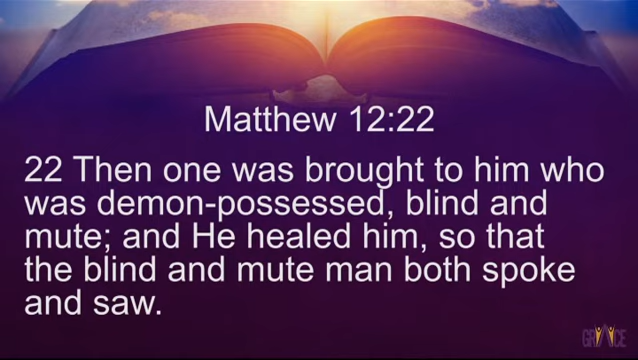 Matthew 12:22
22 Then one was brought to him who
was demon-possessed, blind and
mute; and He healed him, so that
the blind and mute man both spoke
and saw.
GRACE